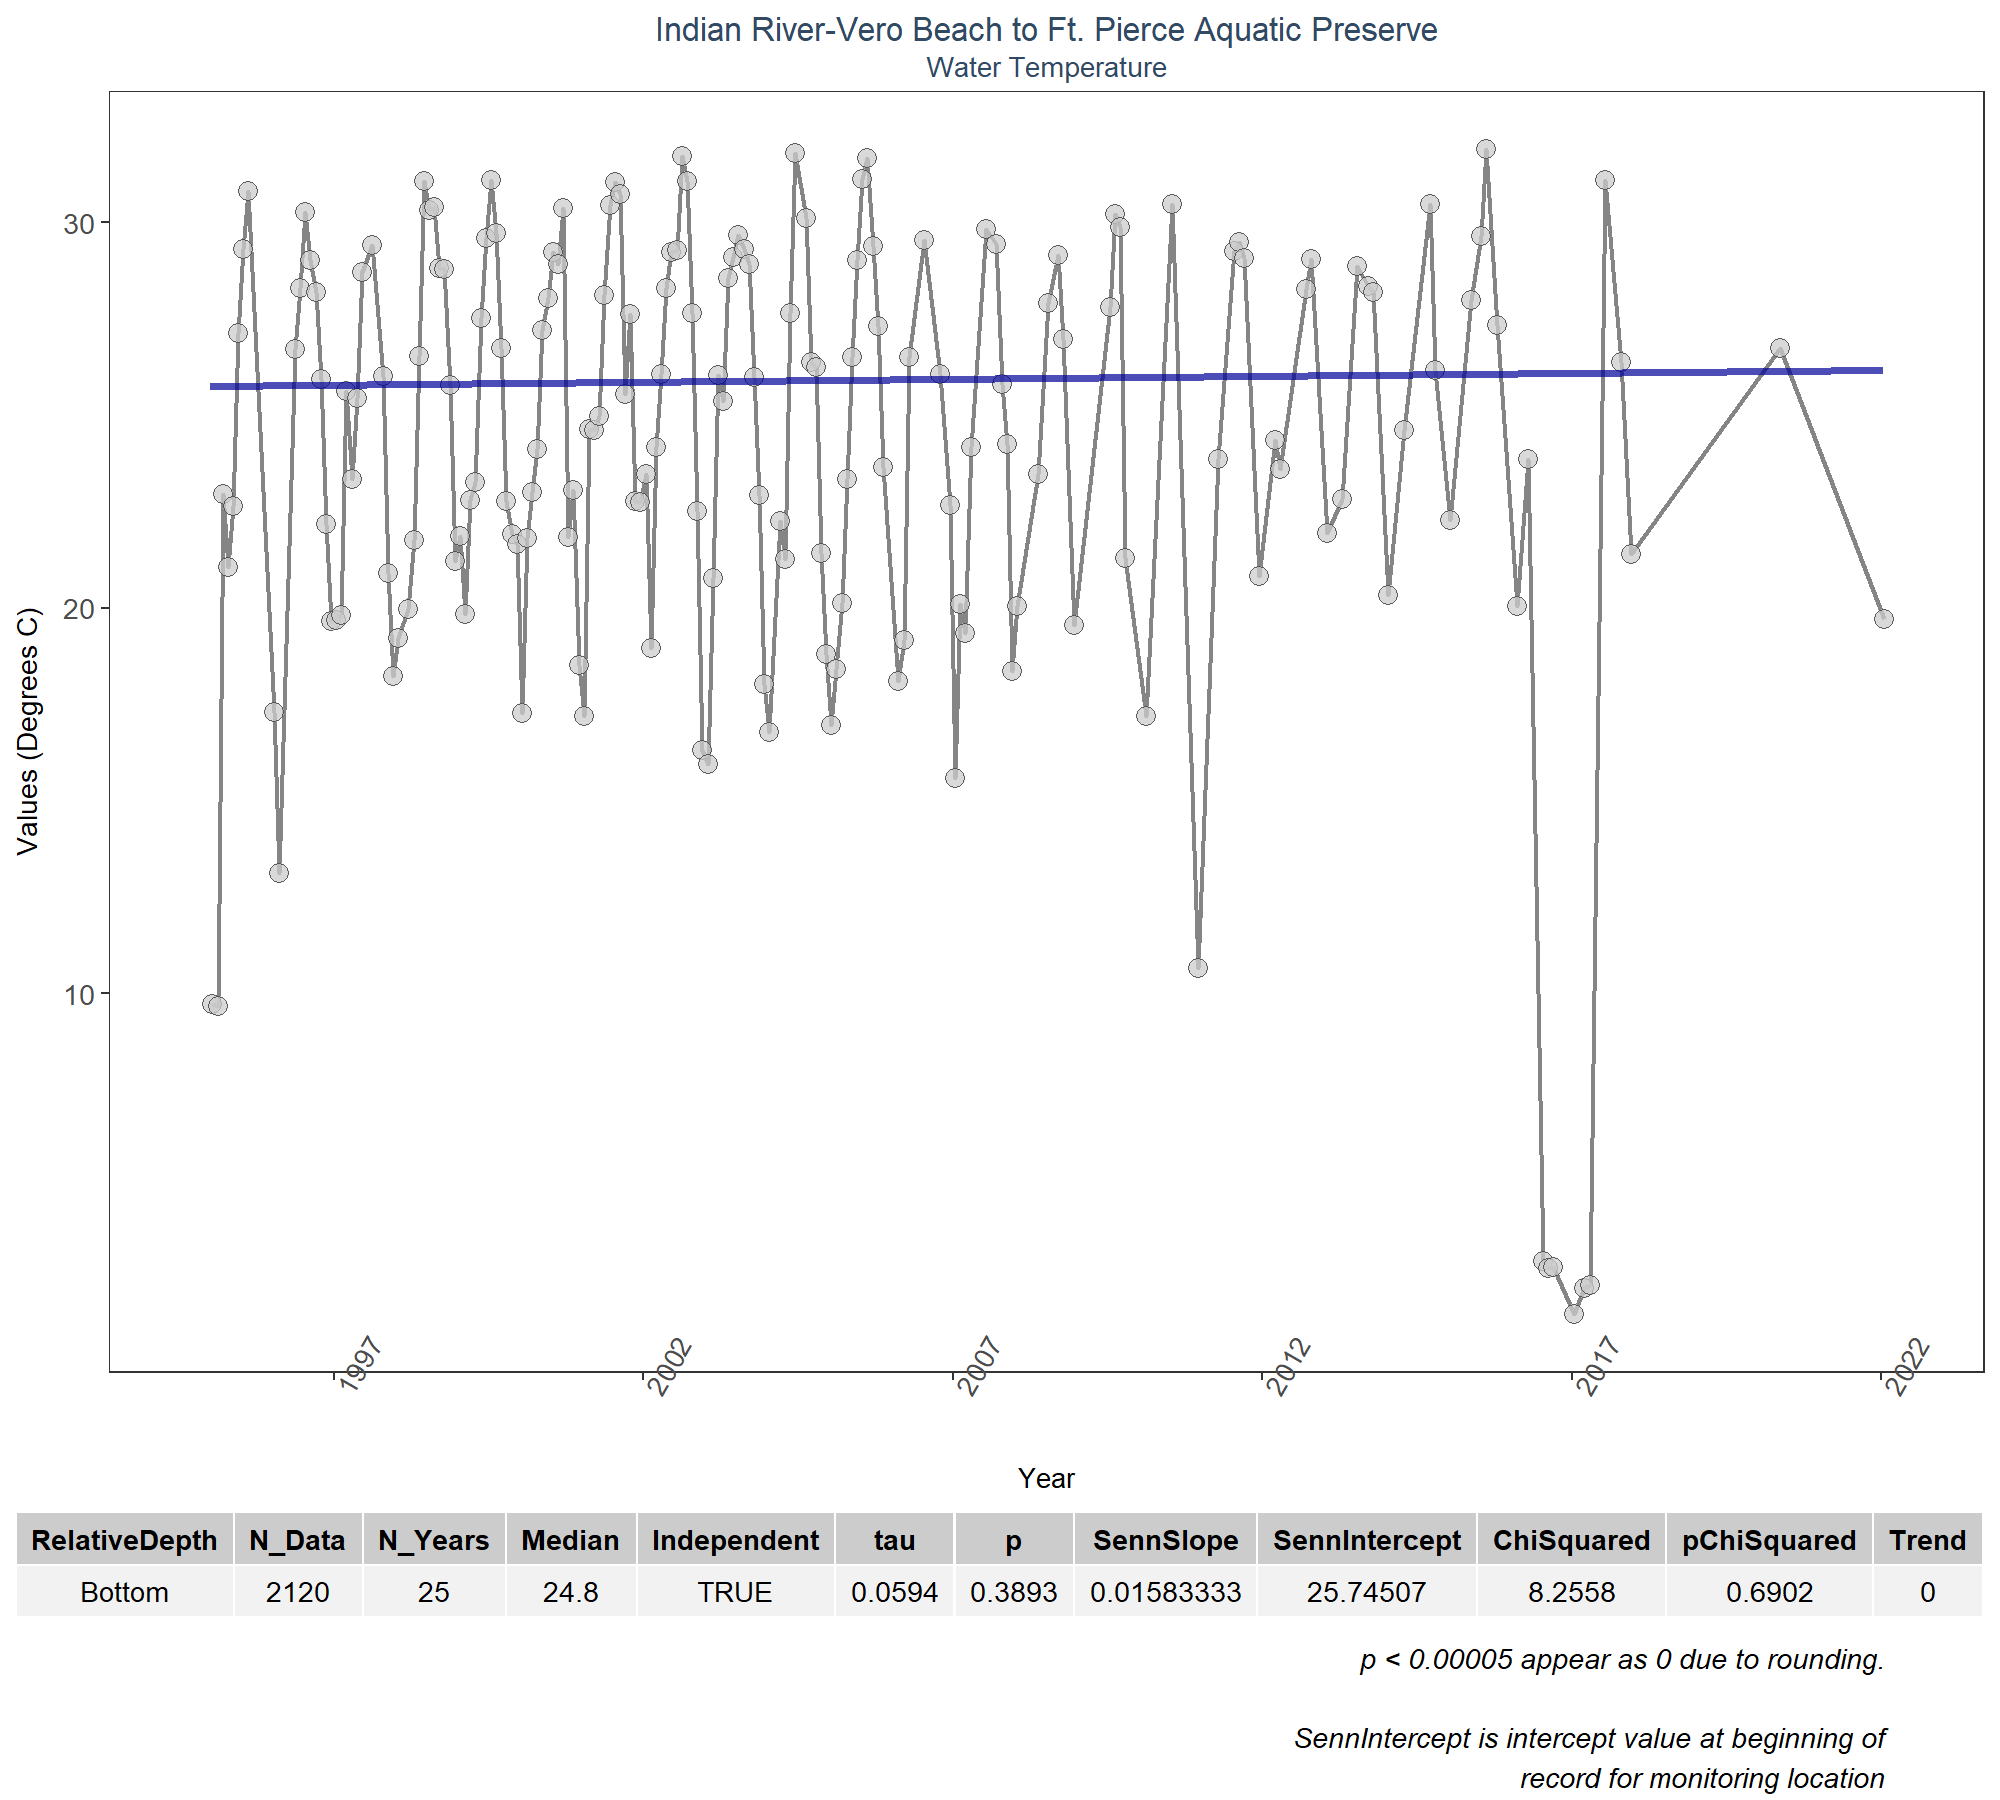 Indian River-Vero Beach to Ft. Pierce Aquatic Preserve
Water Temperature
Values (Degrees C)
30
20
10
1997
2002
2007
2012
2017
2022
Year
RelativeDepth N_Data N_Years Median Independent tau p SennSlope SennIntercept ChiSquared pChiSquared Trend
Bottom 2120 25 24.8 TRUE 0.0594 0.3893 0.01583333 25.74507 8.2558 0.6902 0
p < 0.00005 appear as 0 due to rounding.
SennIntercept is intercept value at beginning of
record for monitoring location